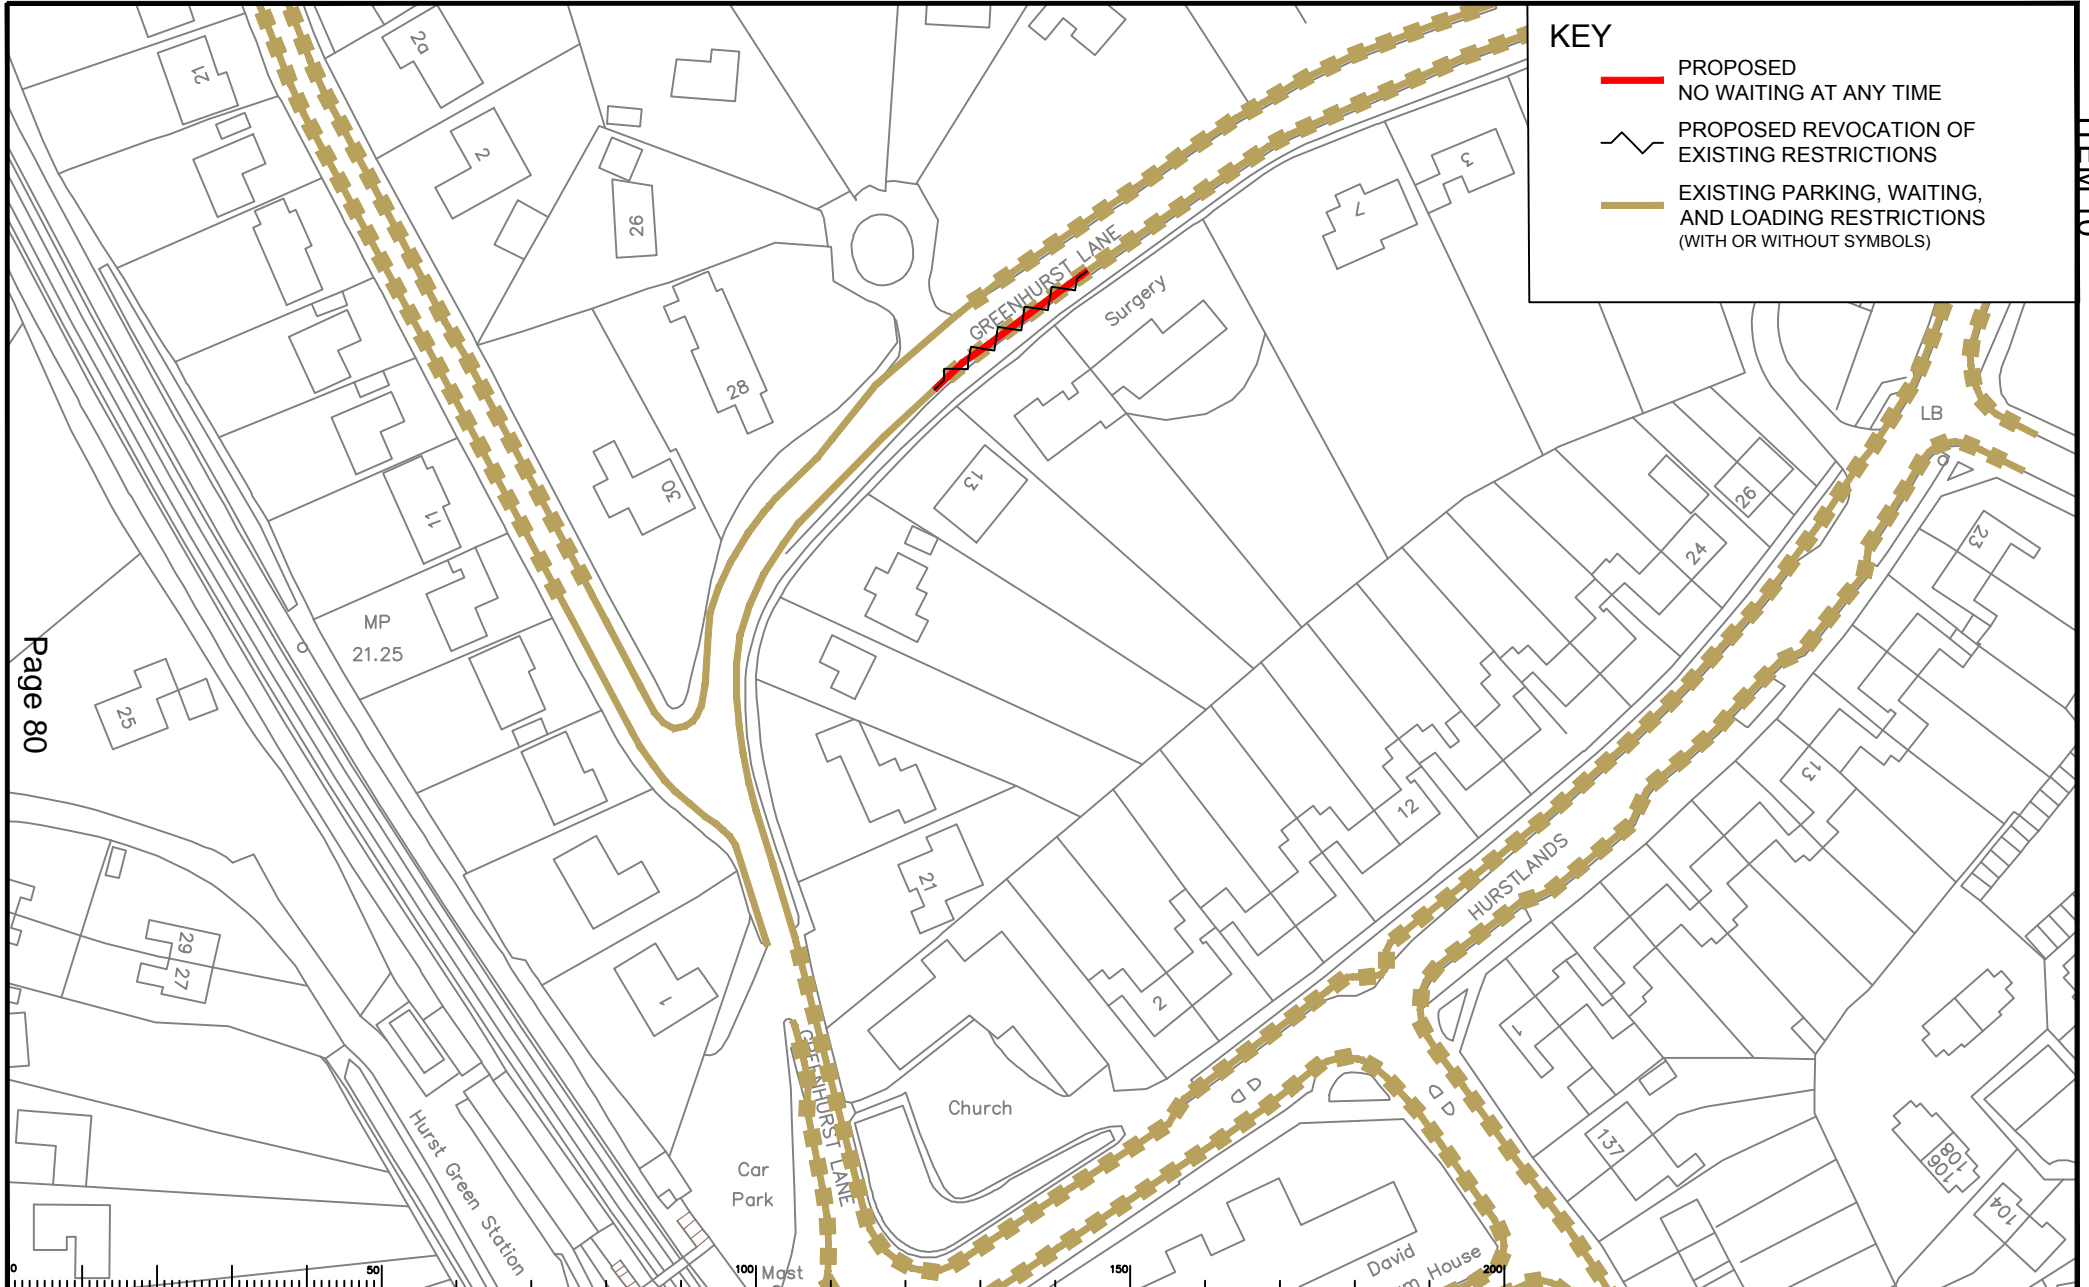 KEY
PROPOSED
NO WAITING AT ANY TIME
PROPOSED REVOCATION OF
EXISTING RESTRICTIONS
EXISTING PARKING, WAITING,
AND LOADING RESTRICTIONS
(WITH OR WITHOUT SYMBOLS)
21
2a
2
26
28
30
11
MP
21.25
25
29
27
1
GREENHURST LANE
Surgery
7
3
13
21
LB
26
24
23
12
13
HURSTLANDS
2
1
Church
GREENHURST LANE
Car
Park
Hurst Green Station
Mast
David
House
137
108
106
104
Page 80
0
50
100
150
200